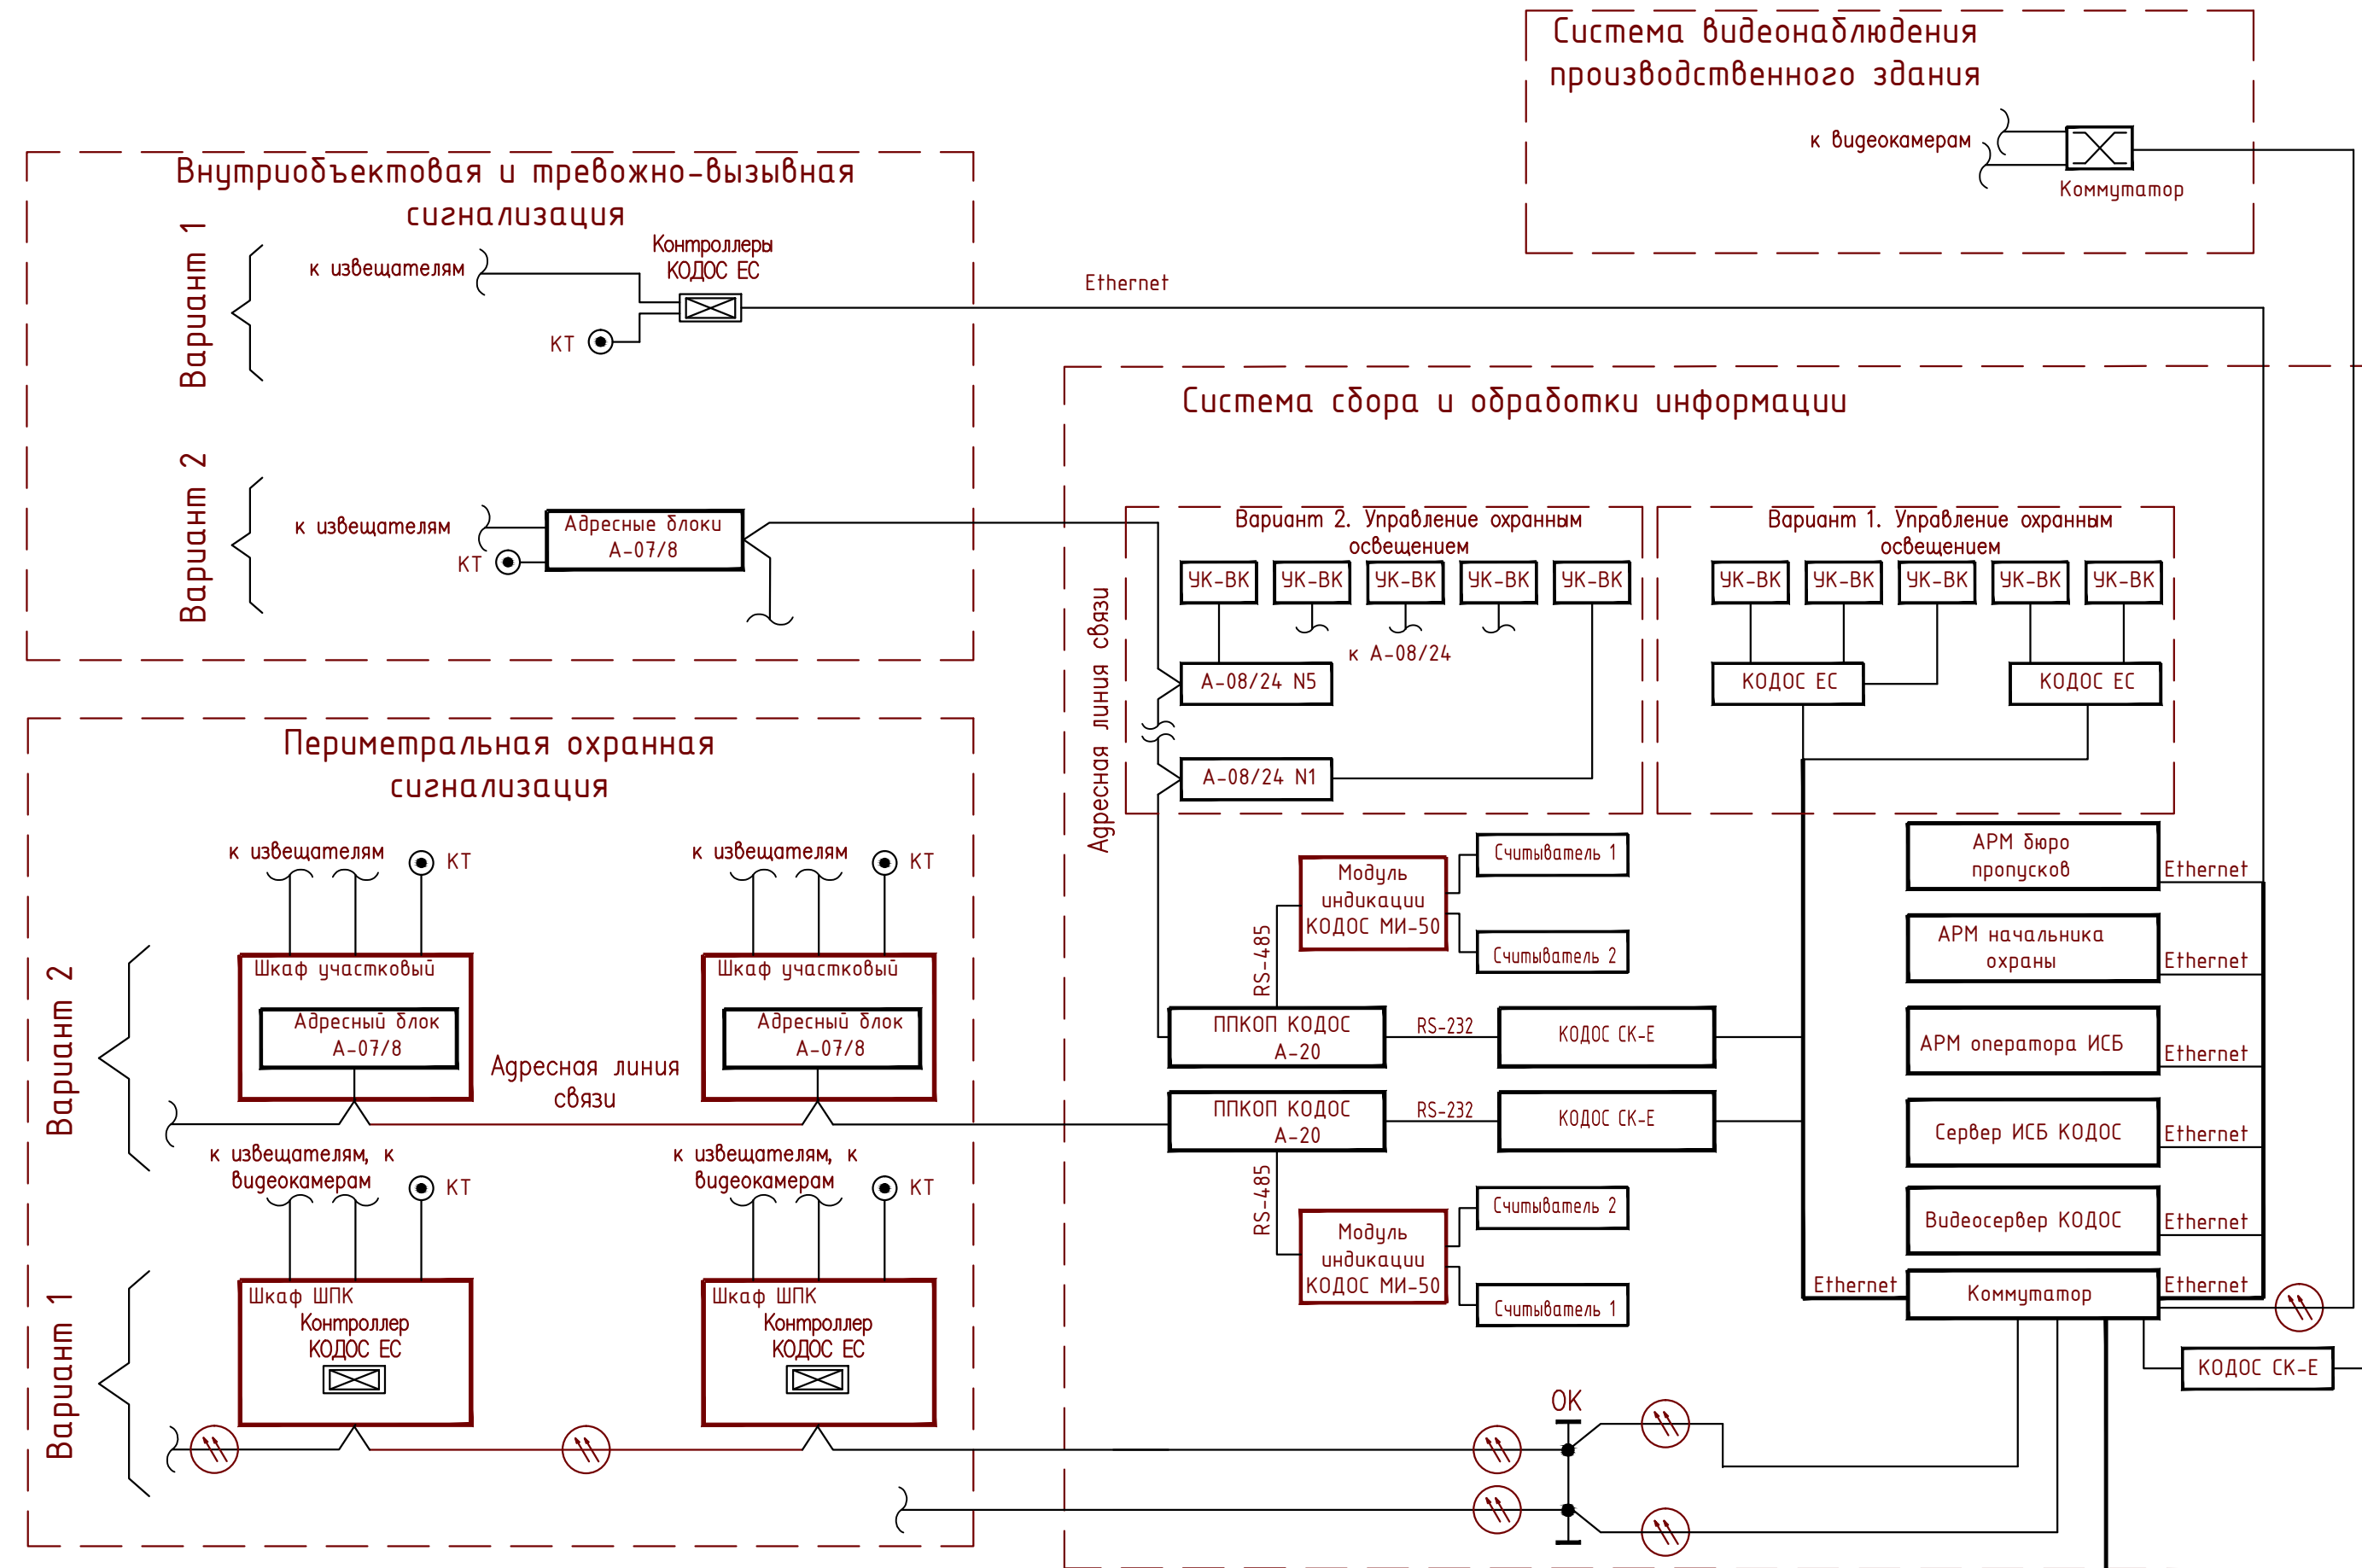 Система видеонаблюдения
производственного здания
к видеокамерам
Коммутатор
Внутриобъектовая и тревожно-вызывная
сигнализация
Вариант 1
к извещателям
Контроллеры
КОДОС ЕС
КТ
Ethernet
Вариант 2
к извещателям
КТ
Адресные блоки
А-07/8
Система сбора и обработки информации
Адресная линия связи
Вариант 2. Управление охранным
освещением
УК-ВК
УК-ВК
УК-ВК
УК-ВК
УК-ВК
к А-08/24
А-08/24 N5
А-08/24 N1
Вариант 1. Управление охранным
освещением
УК-ВК
УК-ВК
УК-ВК
УК-ВК
УК-ВК
КОДОС ЕС
КОДОС ЕС
Периметральная охранная
сигнализация
Вариант 2
к извещателям
КТ
к извещателям
КТ
Шкаф участковый
Адресный блок
А-07/8
Шкаф участковый
Адресный блок
А-07/8
Адресная линия
связи
Вариант 1
к извещателям, к
видеокамерам
КТ
к извещателям, к
видеокамерам
КТ
Шкаф ШПК
Контроллер
КОДОС ЕС
Шкаф ШПК
Контроллер
КОДОС ЕС
Модуль
индикации
КОДОС МИ-50
Считыватель 1
Считыватель 2
RS-485
ППКОП КОДОС
А-20
RS-232
КОДОС СК-Е
ППКОП КОДОС
А-20
RS-232
КОДОС СК-Е
RS-485
Модуль
индикации
КОДОС МИ-50
Считыватель 2
Считыватель 1
АРМ бюро
пропусков
Ethernet
АРМ начальника
охраны
Ethernet
АРМ оператора ИСБ
Ethernet
Сервер ИСБ КОДОС
Ethernet
Видеосервер КОДОС
Ethernet
Ethernet
Коммутатор
Ethernet
КОДОС СК-Е
ОК